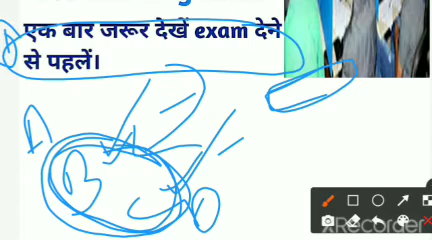 एक बार जरूर देखें exam देने
से पहलें।
A
B
D
XRecorder